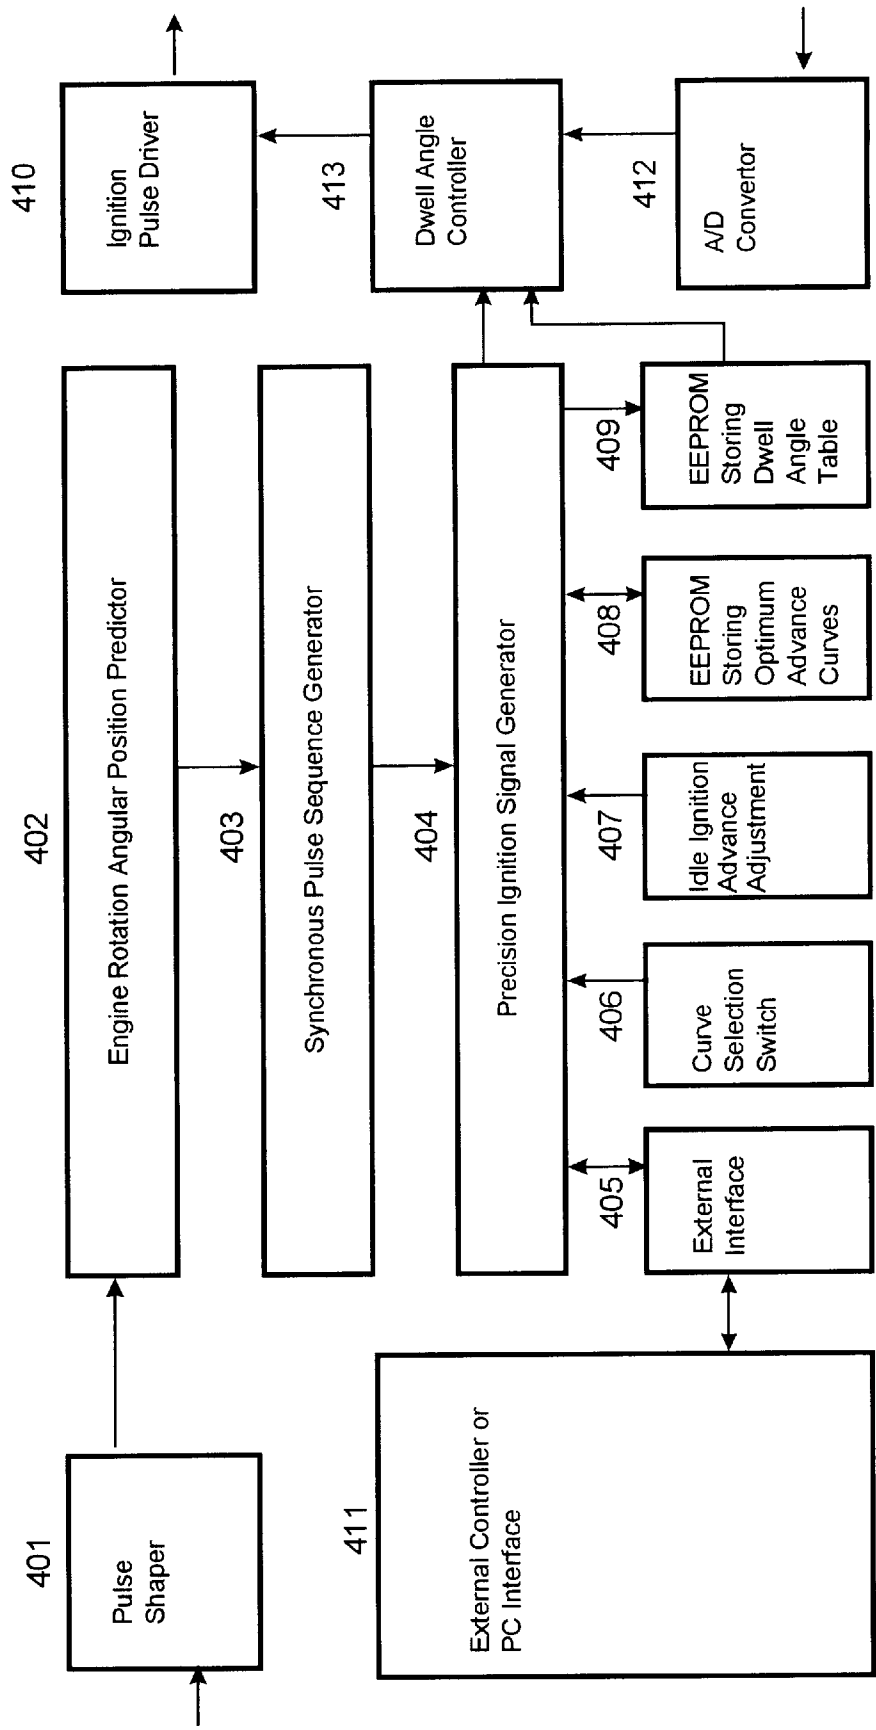 401
Pulse
Shaper
402
Engine Rotation Angular Position Predictor
410
Ignition
Pulse Driver
403
Synchronous Pulse Sequence Generator
413
Dwell Angle
Controller
404
Precision Ignition Signal Generator
411
External Controller or
PC Interface
405
External
Interface
406
Curve
Selection
Switch
407
Idle Ignition
Advance
Adjustment
408
EEPROM
Storing
Optimum
Advance
Curves
409
EEPROM
Storing
Dwell
Angle
Table
412
A/D
Convertor